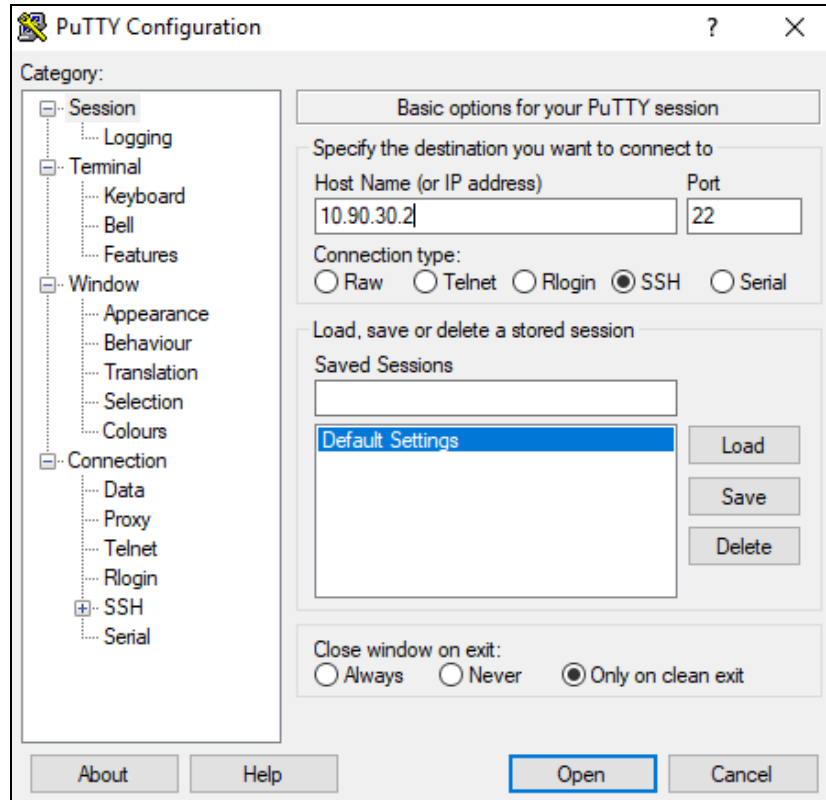 PuTTY Configuration
?
Category:
Session
Logging
Terminal
Keyboard
Bell
Features
Window
Appearance
Behaviour
Translation
Selection
Colours
Connection
Data
Proxy
Telnet
Rlogin
SSH
Serial
Basic options for your PuTTY session
Specify the destination you want to connect to
Host Name (or IP address) Port
10.90.30.2 22
Connection type:
Raw Telnet Rlogin SSH Serial
Load, save or delete a stored session
Saved Sessions
Default Settings
Load
Save
Delete
Close window on exit:
Always Never Only on clean exit
About Help Open Cancel